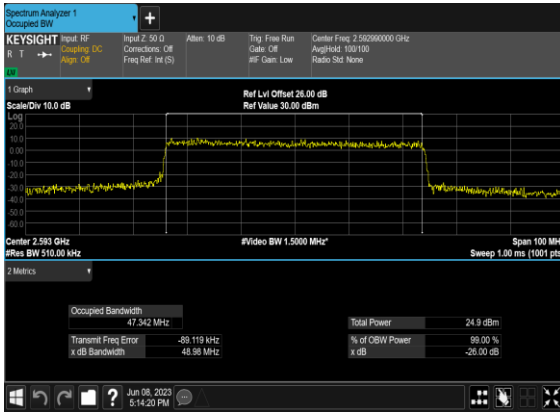 Spectrum Analyzer 1
Occupied BW
KEYSIGHT
R T
LW
Input: RF
Coupling: DC
Align: Off
Input Z: 50 Ω
Corrections: Off
Freq Ref: Int (S)
Atten: 10 dB
Trig: Free Run
Gate: Off
#IF Gain: Low
Center Freq: 2.592990000 GHz
Avg|Hold: 100/100
Radio Std: None
1 Graph
Scale/Div 10.0 dB
Ref Lvl Offset 26.00 dB
Ref Value 30.00 dBm
Log
20.0
10.0
0.00
-10.0
-20.0
-30.0
-40.0
-50.0
-60.0
Center 2.593 GHz
#Res BW 510.00 kHz
#Video BW 1.5000 MHz*
Span 100 MH
Sweep 1.00 ms (1001 pts
2 Metrics
Occupied Bandwidth
47.342 MHz
Transmit Freq Error -89.119 kHz
x dB Bandwidth 48.98 MHz
Total Power 24.9 dBm
% of OBW Power 99.00 %
x dB -26.00 dB
?
Jun 08, 2023
5:14:20 PM